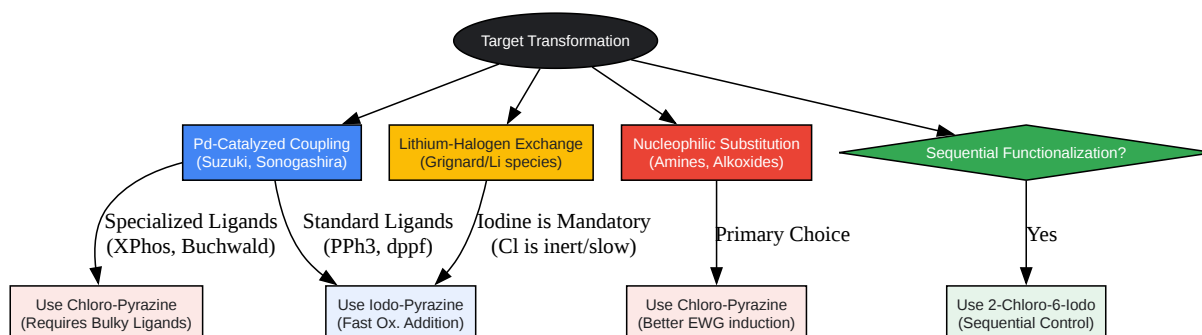 Target Transformation
Pd-Catalyzed Coupling
(Suzuki, Sonogashira)
Lithium-Halogen Exchange
(Grignard/Li species)
Nucleophilic Substitution
(Amines, Alkoxides)
Sequential Functionalization?
Specialized Ligands
(XPhos, Buchwald)
Standard Ligands
(PPh3, dppf)
Iodine is Mandatory
(Cl is inert/slow)
Primary Choice
Yes
Use Chloro-Pyrazine
(Requires Bulky Ligands)
Use Iodo-Pyrazine
(Fast Ox. Addition)
Use Chloro-Pyrazine
(Better EWG induction)
Use 2-Chloro-6-Iodo
(Sequential Control)